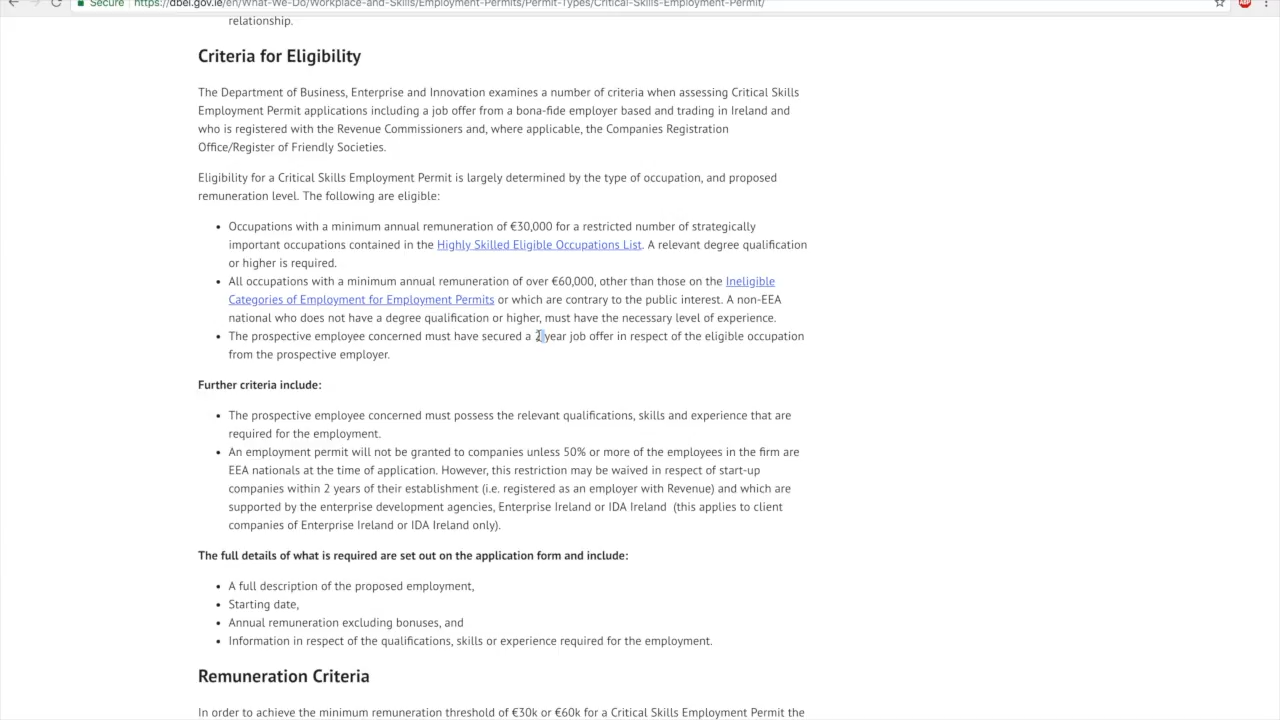 Secure https://dbei.gov.ie/en/What-We-Do/Workplace-and-Skills/Employment-Permits/Permit-Types/Critical-Skills-Employment-Permit/
ABP
relationship.
Criteria for Eligibility
The Department of Business, Enterprise and Innovation examines a number of criteria when assessing Critical Skills
Employment Permit applications including a job offer from a bona-fide employer based and trading in Ireland and
who is registered with the Revenue Commissioners and, where applicable, the Companies Registration
Office/Register of Friendly Societies.
Eligibility for a Critical Skills Employment Permit is largely determined by the type of occupation, and proposed
remuneration level. The following are eligible:
• Occupations with a minimum annual remuneration of €30,000 for a restricted number of strategically
important occupations contained in the Highly Skilled Eligible Occupations List. A relevant degree qualification
or higher is required.
• All occupations with a minimum annual remuneration of over €60,000, other than those on the Ineligible
Categories of Employment for Employment Permits or which are contrary to the public interest. A non-EEA
national who does not have a degree qualification or higher, must have the necessary level of experience.
• The prospective employee concerned must have secured a 2 year job offer in respect of the eligible occupation
from the prospective employer.
Further criteria include:
• The prospective employee concerned must possess the relevant qualifications, skills and experience that are
required for the employment.
• An employment permit will not be granted to companies unless 50% or more of the employees in the firm are
EEA nationals at the time of application. However, this restriction may be waived in respect of start-up
companies within 2 years of their establishment (i.e. registered as an employer with Revenue) and which are
supported by the enterprise development agencies, Enterprise Ireland or IDA Ireland (this applies to client
companies of Enterprise Ireland or IDA Ireland only).
The full details of what is required are set out on the application form and include:
• A full description of the proposed employment,
• Starting date,
• Annual remuneration excluding bonuses, and
• Information in respect of the qualifications, skills or experience required for the employment.
Remuneration Criteria
In order to achieve the minimum remuneration threshold of €30k or €60k for a Critical Skills Employment Permit the